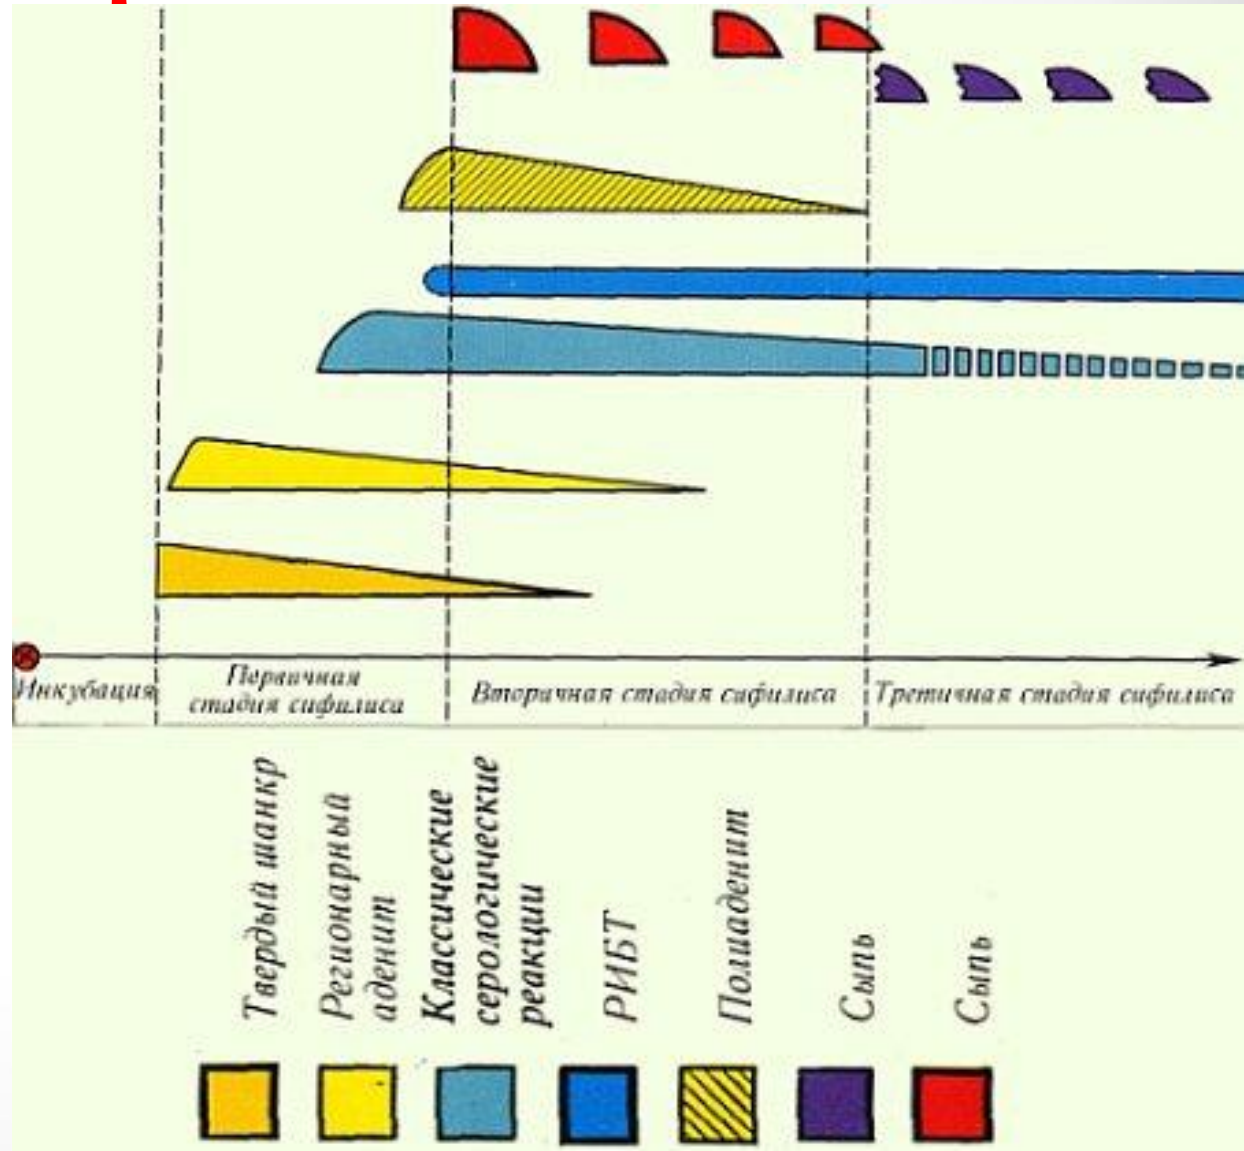 Инкубация
Первичная
стадия сифилиса
Вторичная стадия сифилиса
Третичная стадия сифилиса
Твердый шанкр
Регионарный
аденит
Классические
серологические
реакции
РИБТ
Полиаденит
Сыпь
Сыпь